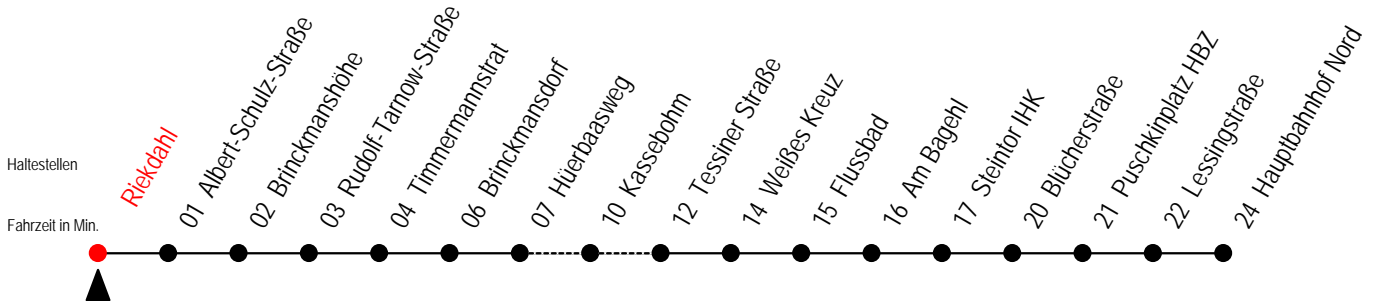 Haltestellen
Fahrzeit in Min.
Riekdahl
01 Albert-Schulz-Straße
02 Brinckmanshöhe
03 Rudolf-Tarnow-Straße
04 Timmermannstrat
06 Brinckmansdorf
07 Hüerbaasweg
10 Kassebohm
12 Tessiner Straße
14 Weißes Kreuz
15 Flussbad
16 Am Bagehl
17 Steintor IHK
20 Blücherstraße
21 Puschkinplatz HBZ
22 Lessingstraße
24 Hauptbahnhof Nord